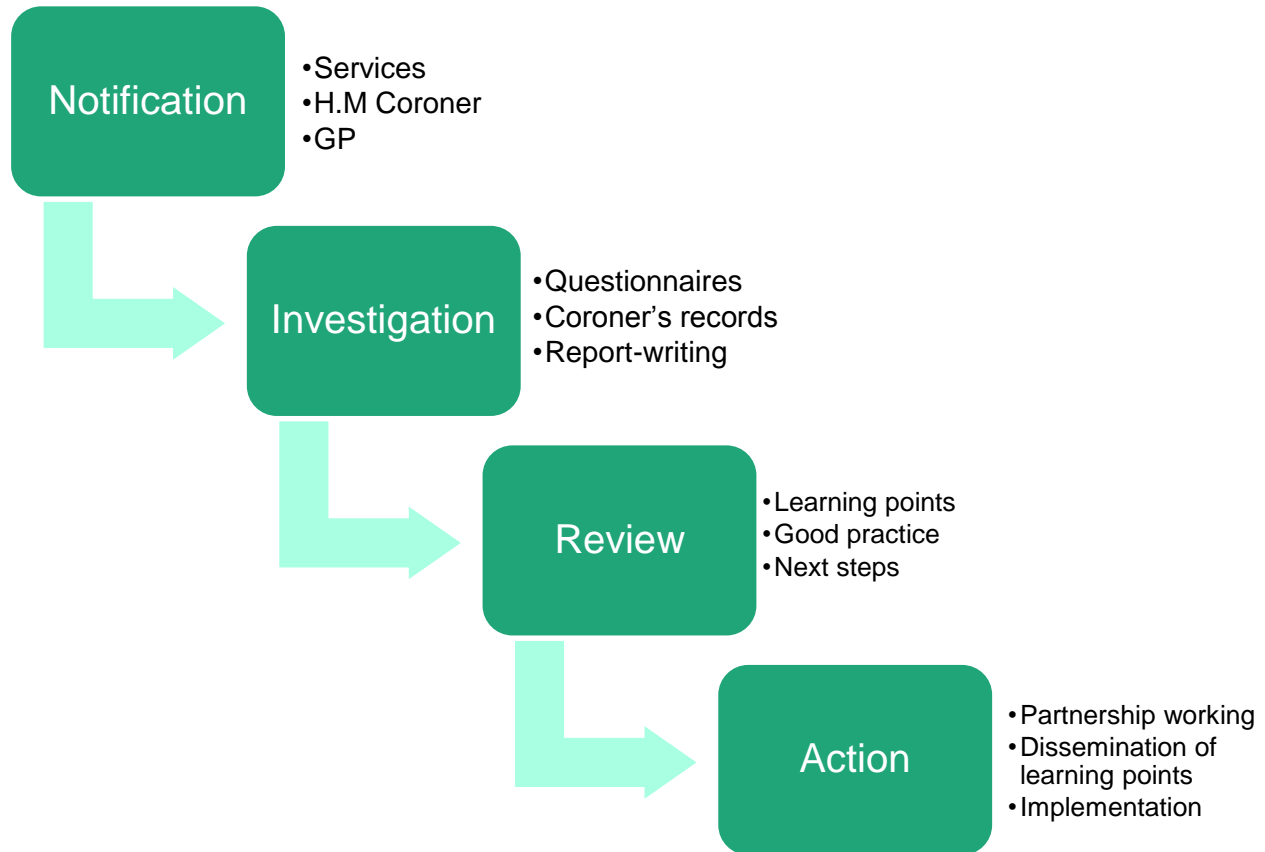 Notification
•Services
•H.M Coroner
•GP
Investigation
•Questionnaires
•Coroner’s records
•Report-writing
Review
•Learning points
•Good practice
•Next steps
Action
•Partnership working
•Dissemination of
learning points
•Implementation